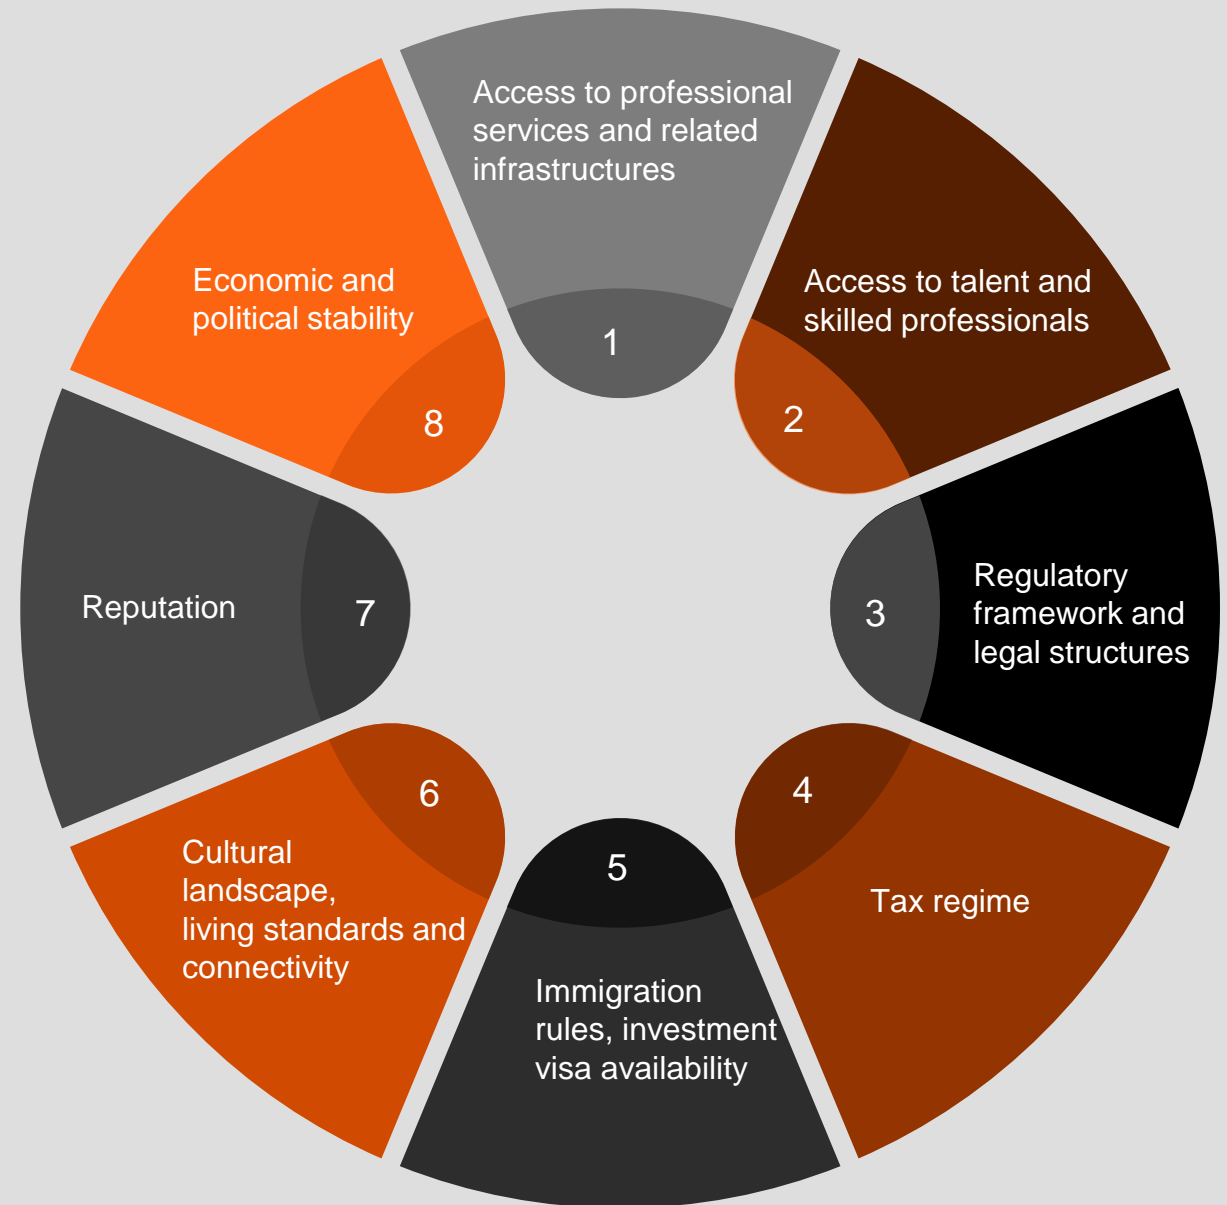 1
Access to professional
services and related
infrastructures
2
Access to talent and
skilled professionals
3
Regulatory
framework and
legal structures
4
Tax regime
5
Immigration
rules, investment
visa availability
6
Cultural
landscape,
living standards and
connectivity
7
Reputation
8
Economic and
political stability